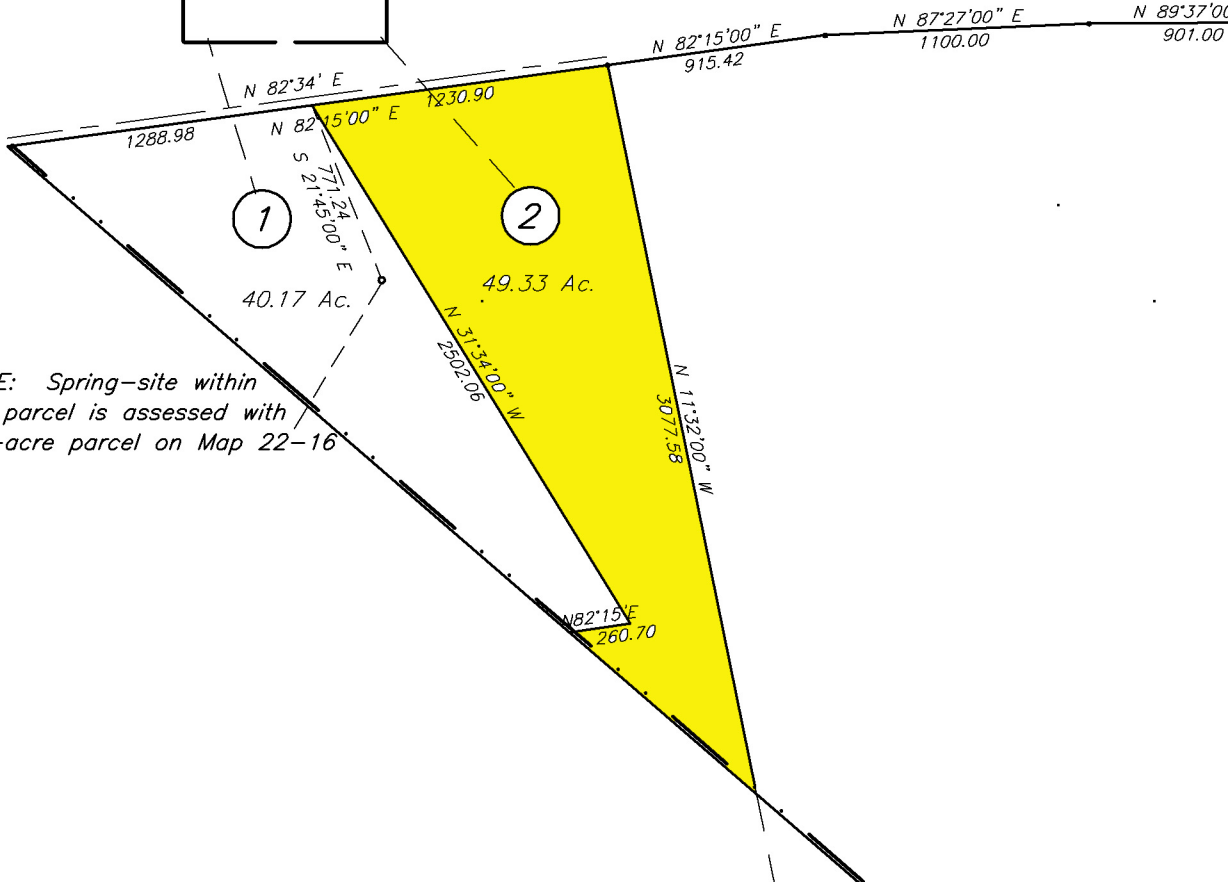 N 89°37'00
901.00
N 87°27'00" E
1100.00
N 82°15'00" E
915.42
N 82°34' E
1230.90
N 82°15'00" E
1288.98
771.24
S 21°45'00" E
1
2
40.17 Ac.
49.33 Ac.
N 31°34'00" W
2502.06
N 11°32'00" W
3077.58
E: Spring-site within
parcel is assessed with
-acre parcel on Map 22-16
N82°15'E
260.70